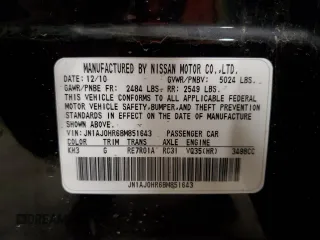 MANUFACTURED BY NISSAN MOTOR CO.,LTD.
DATE: 12/10 GVWR/PNBV: 5024 LBS.
GAWR/PNBE FR: 2484 LBS. RR: 2549 LBS.
THIS VEHICLE CONFORMS TO ALL APPLICABLE FEDERAL
MOTOR VEHICLE SAFETY,BUMPER,AND THEFT PREVENTION
STANDARDS IN EFFECT ON THE DATE OF MANUFACTURE
SHOWN ABOVE.
VIN: JN1AJ0HR6BM851643 PASSENGER CAR
COLOR TRIM TRANS AXLE ENGINE
KH3 G RE7R01A RC31 VQ35(HR) 3498CC
JN1AJ0HR6BM851643